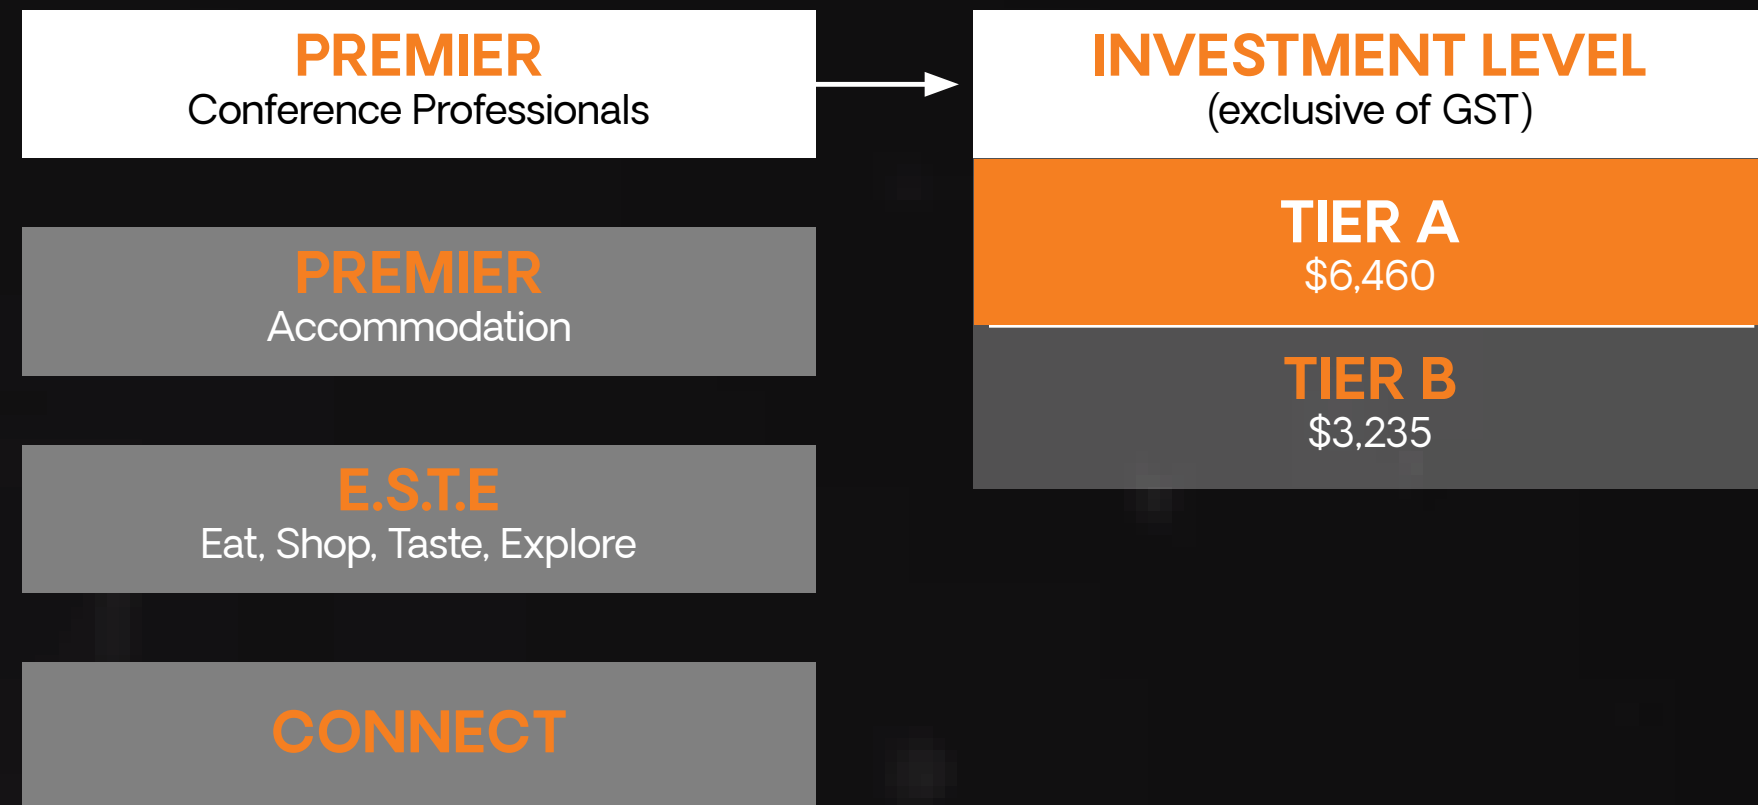 PREMIER
Conference Professionals
PREMIER
Accommodation
E.S.T.E
Eat, Shop, Taste, Explore
CONNECT
INVESTMENT LEVEL
(exclusive of GST)
TIER A
$6,460
TIER B
$3,235